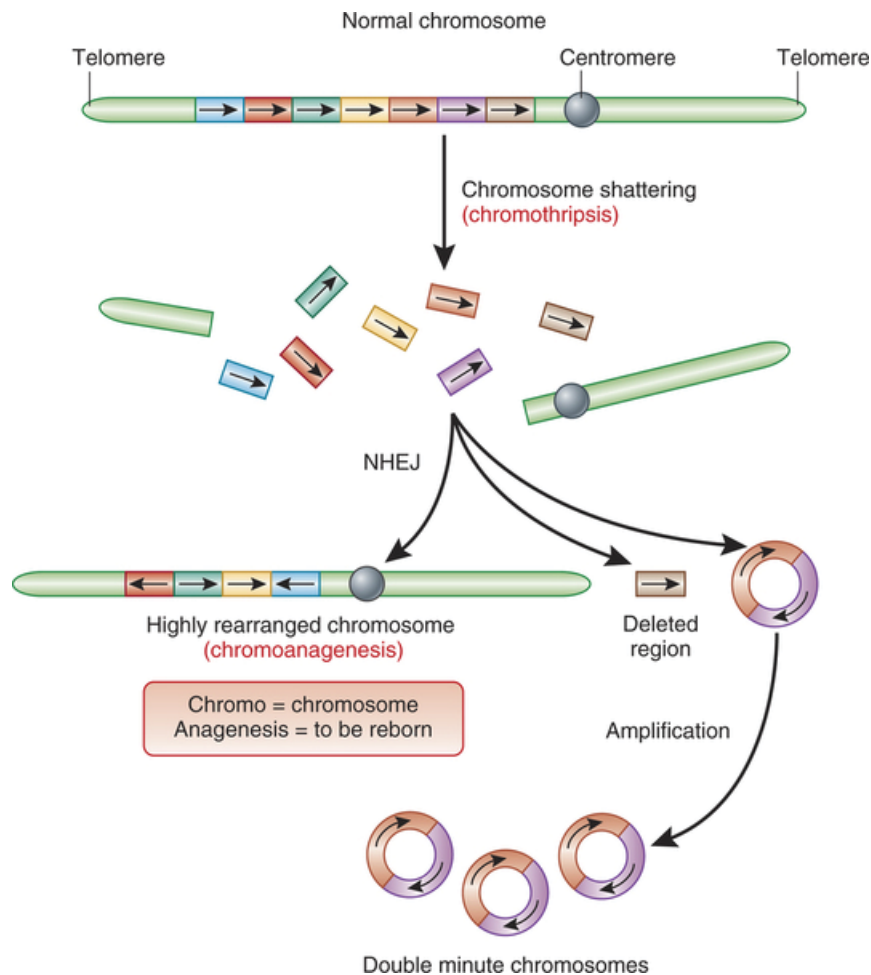 Normal chromosome
Telomere
Centromere
Telomere
Chromosome shattering
(chromothripsis)
NHEJ
Highly rearranged chromosome
(chromoanagenesis)
Deleted
region
Chromo = chromosome
Anagenesis = to be reborn
Amplification
Double minute chromosomes